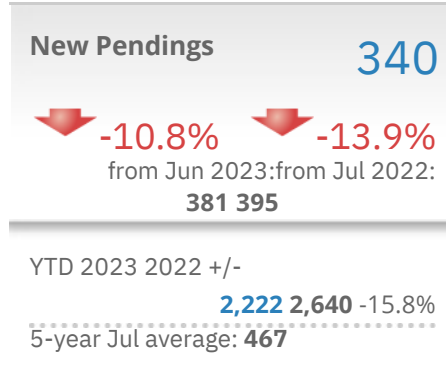 New Pendings 340
-10.8% -13.9%
from Jun 2023:from Jul 2022:
381 395
YTD 2023 2022 +/-
2,222 2,640 -15.8%
5-year Jul average: 467